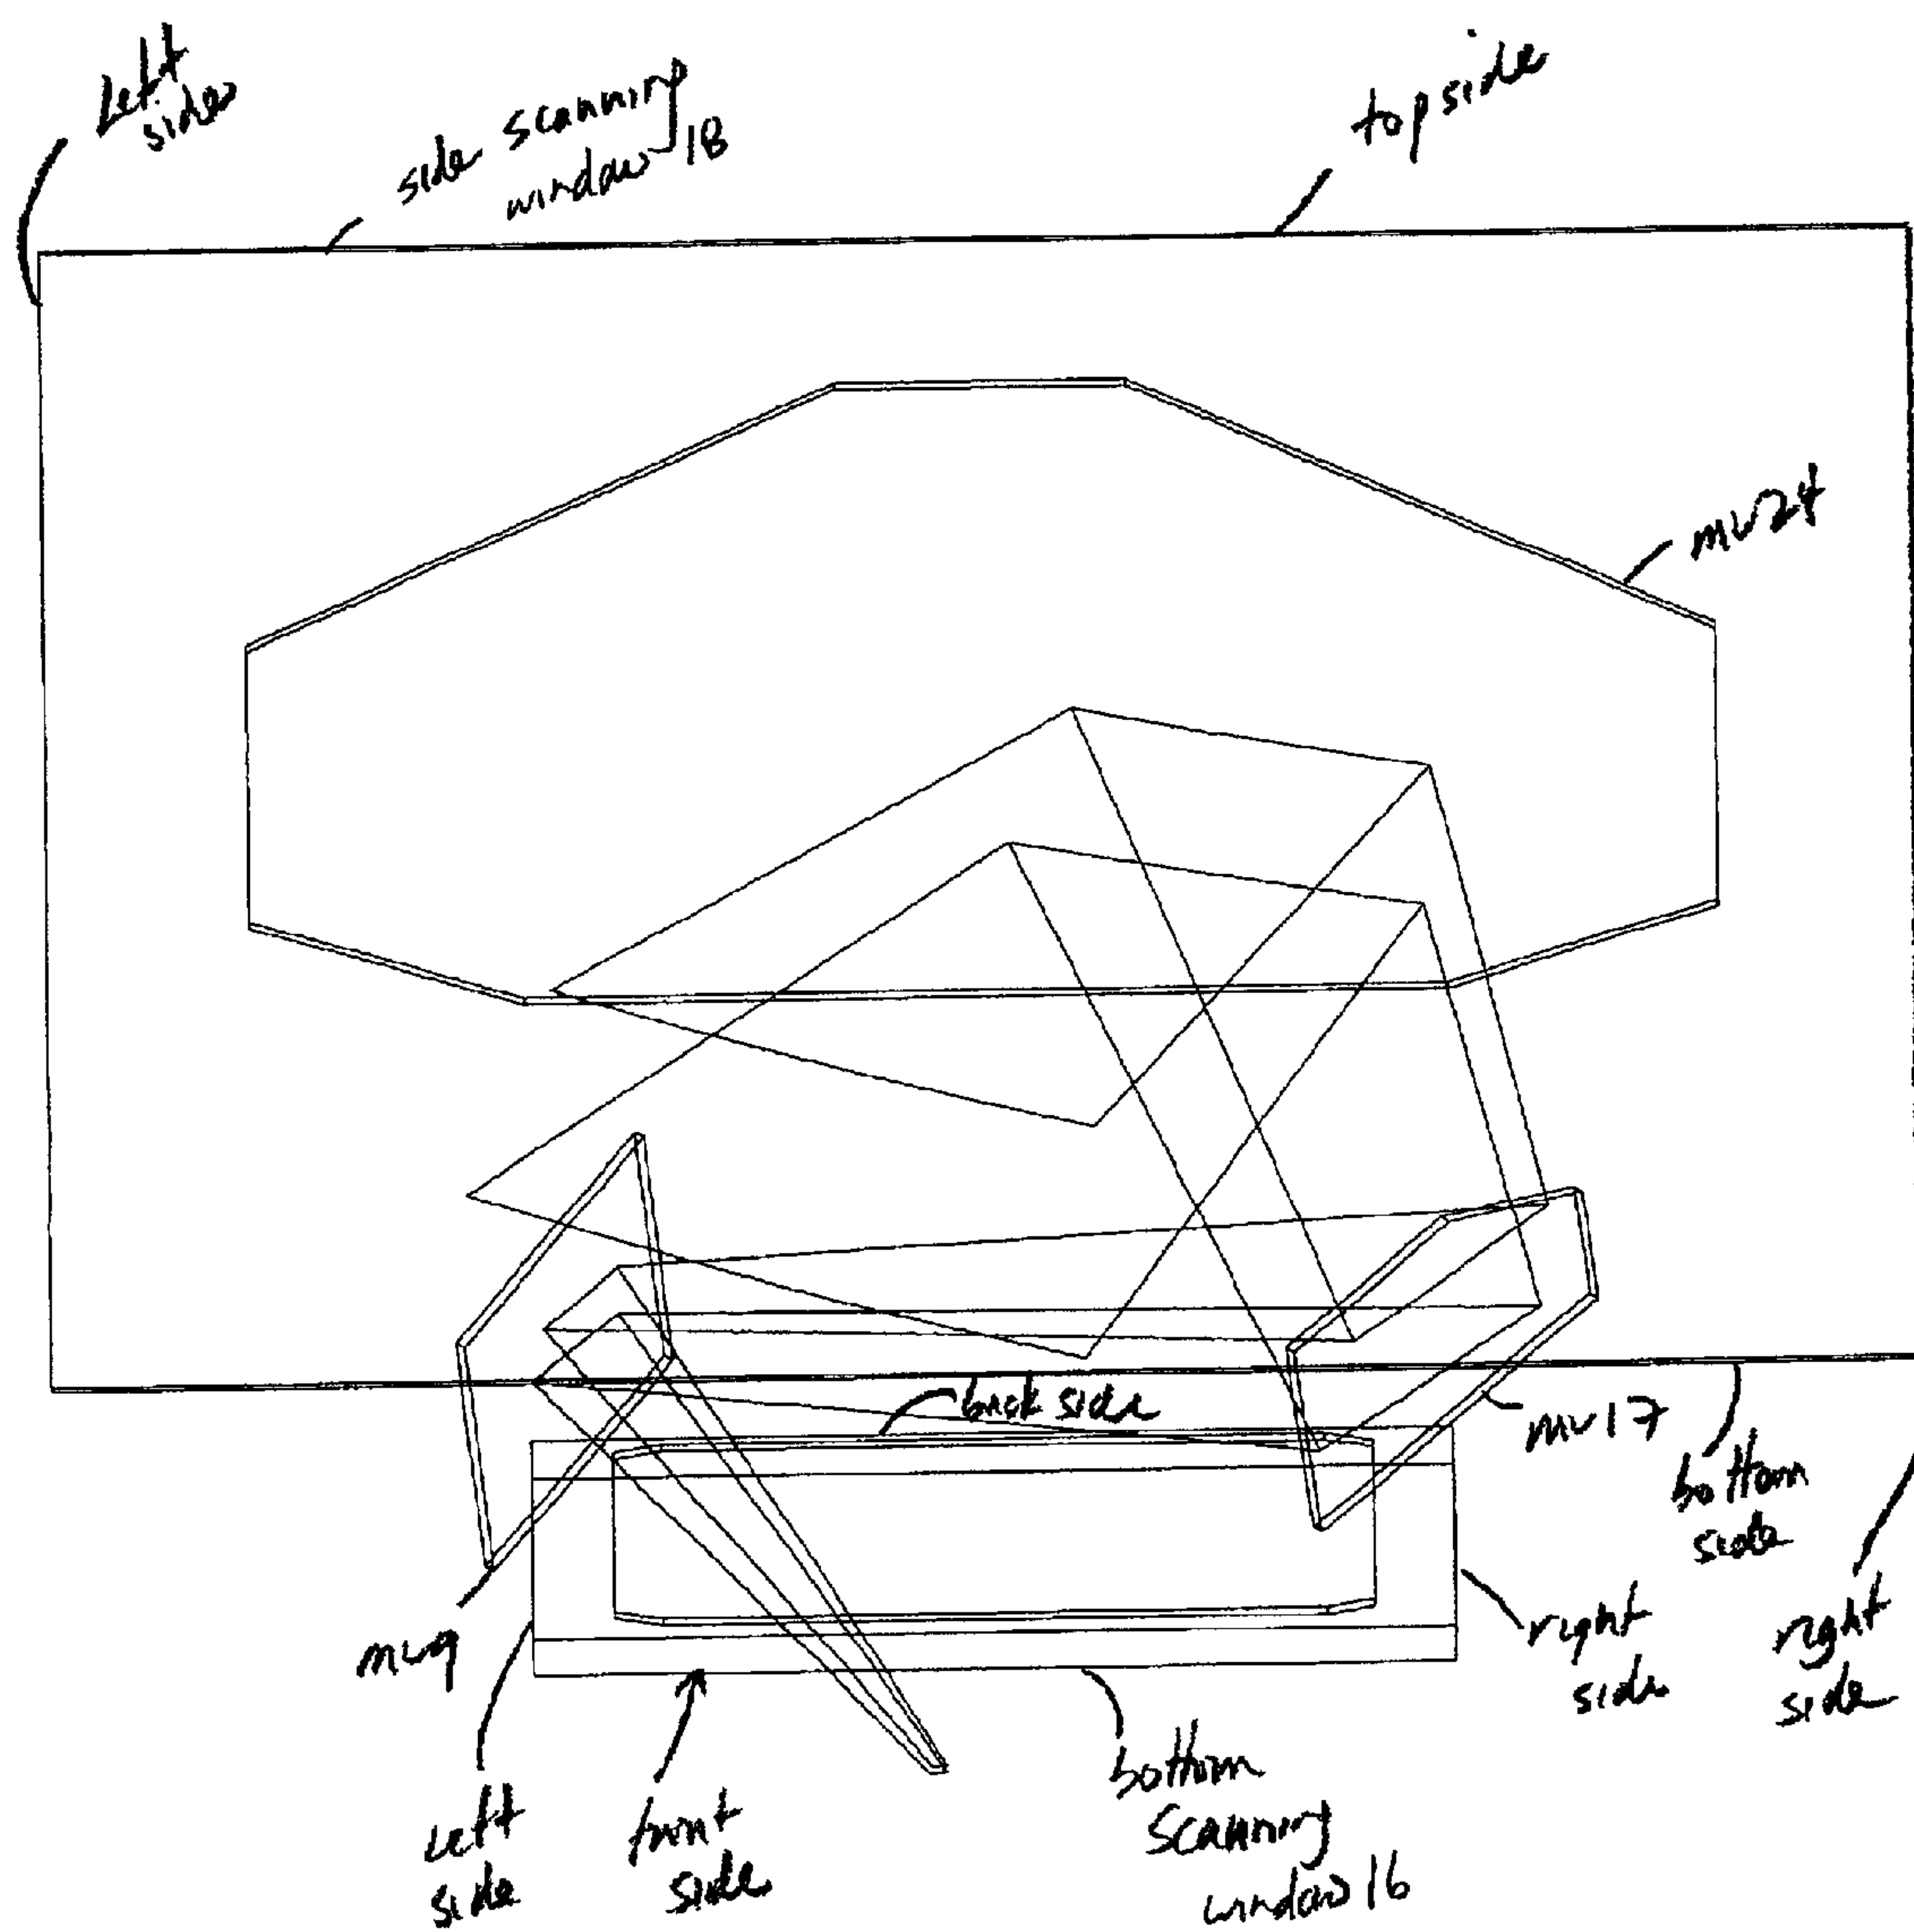 Left
side
side scanning
window 18
top side
mv24
back side
mv17
bottom
side
mv9
right
side
right
side
left
side
front
side
bottom
scanning
window 16